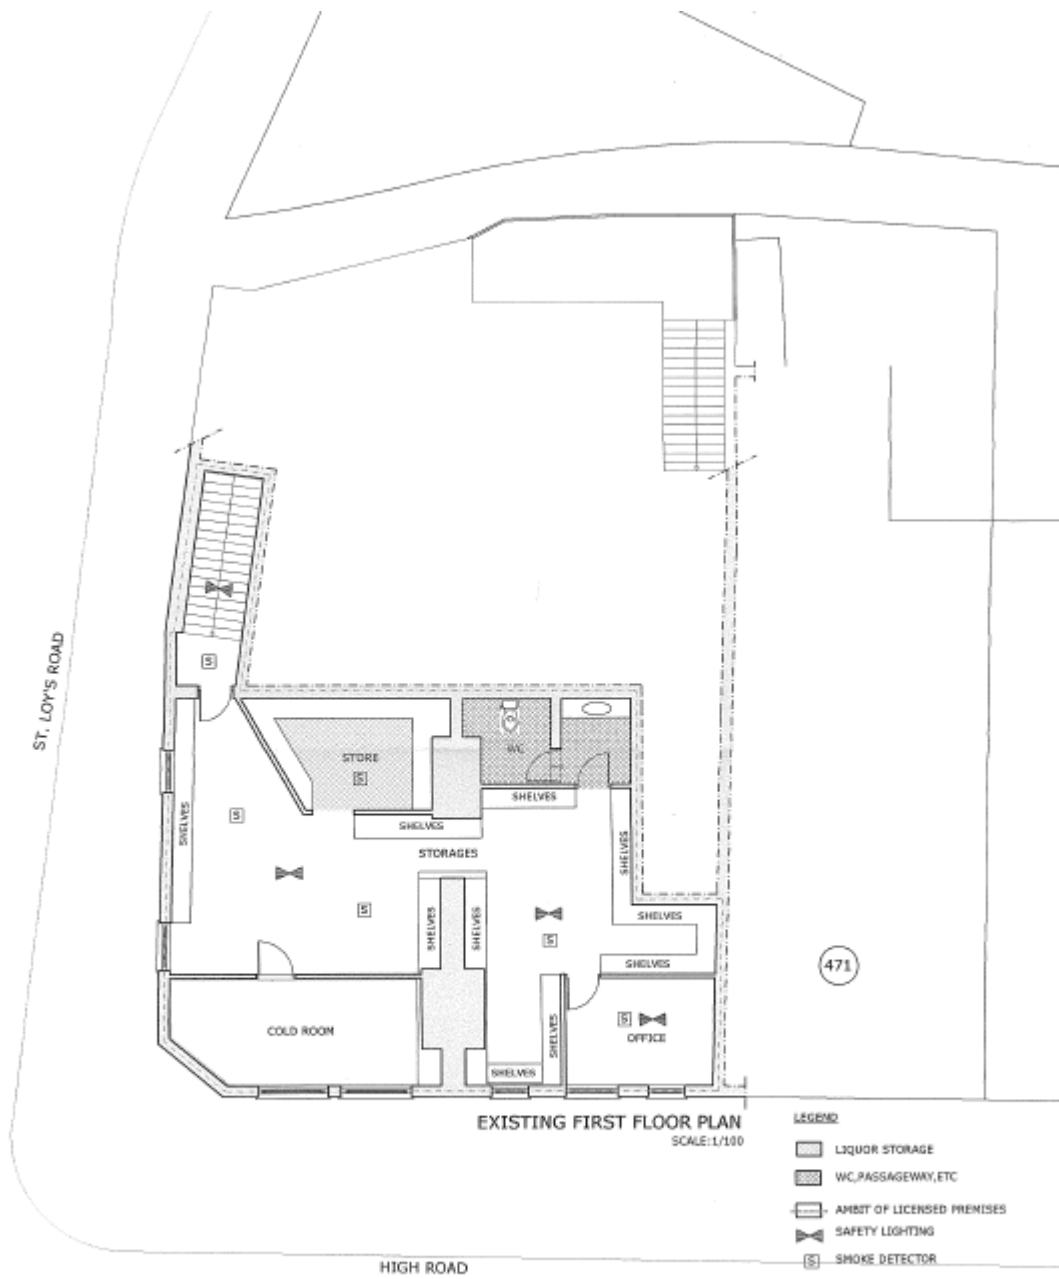 ST. LOY'S ROAD
S
S
STORE
S
WC
SHELVES
SHELVES
SHELVES
STORAGES
SHELVES
S
SHELVES
SHELVES
SHELVES
S
SHELVES
471
COLD ROOM
S
OFFICE
SHELVES
SHELVES
EXISTING FIRST FLOOR PLAN
SCALE:1/100
LEGEND
LIQUOR STORAGE
WC,PASSAGEWAY,ETC
AMBIT OF LICENSED PREMISES
SAFETY LIGHTING
S SMOKE DETECTOR
HIGH ROAD